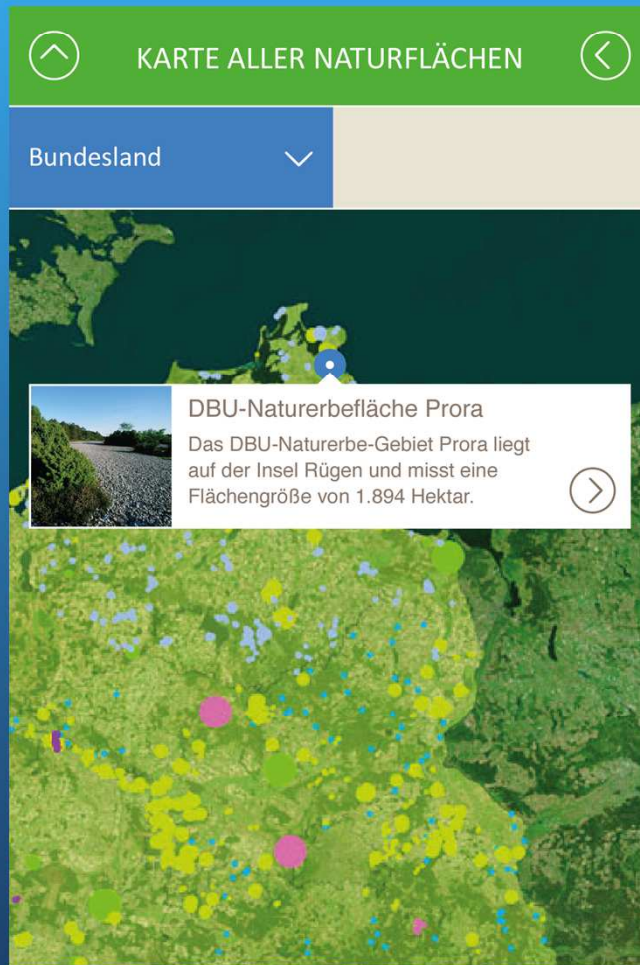 KARTE ALLER NATURFLÄCHEN
Bundesland
DBU-Naturerbefläche Prora
Das DBU-Naturerbe-Gebiet Prora liegt
auf der Insel Rügen und misst eine
Flächengröße von 1.894 Hektar.